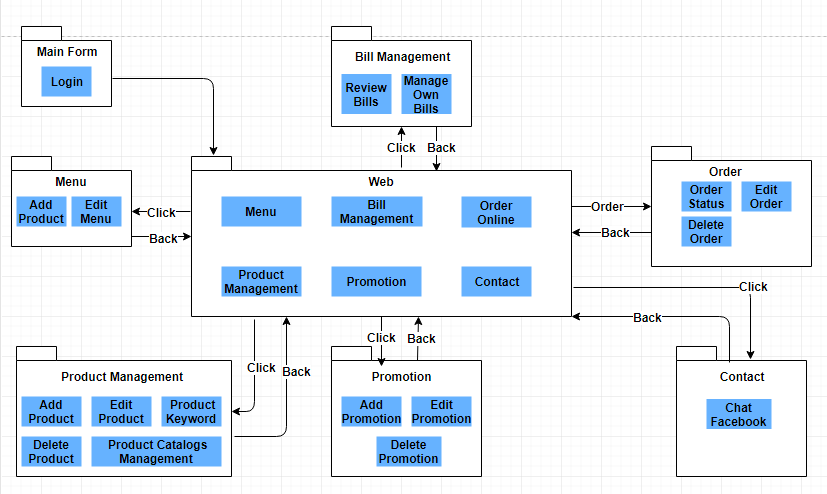 Main Form
Login
Bill Management
Review
Bills
Manage
Own
Bills
Click
Back
Menu
Add
Product
Edit
Menu
Click
Back
Web
Menu
Bill
Management
Order
Online
Product
Management
Promotion
Contact
Order
Back
Order
Order
Status
Edit
Order
Delete
Order
Click
Back
Click
Back
Click
Back
Product Management
Add
Product
Edit
Product
Product
Keyword
Delete
Product
Product Catalogs
Management
Promotion
Add
Promotion
Edit
Promotion
Delete
Promotion
Contact
Chat
Facebook